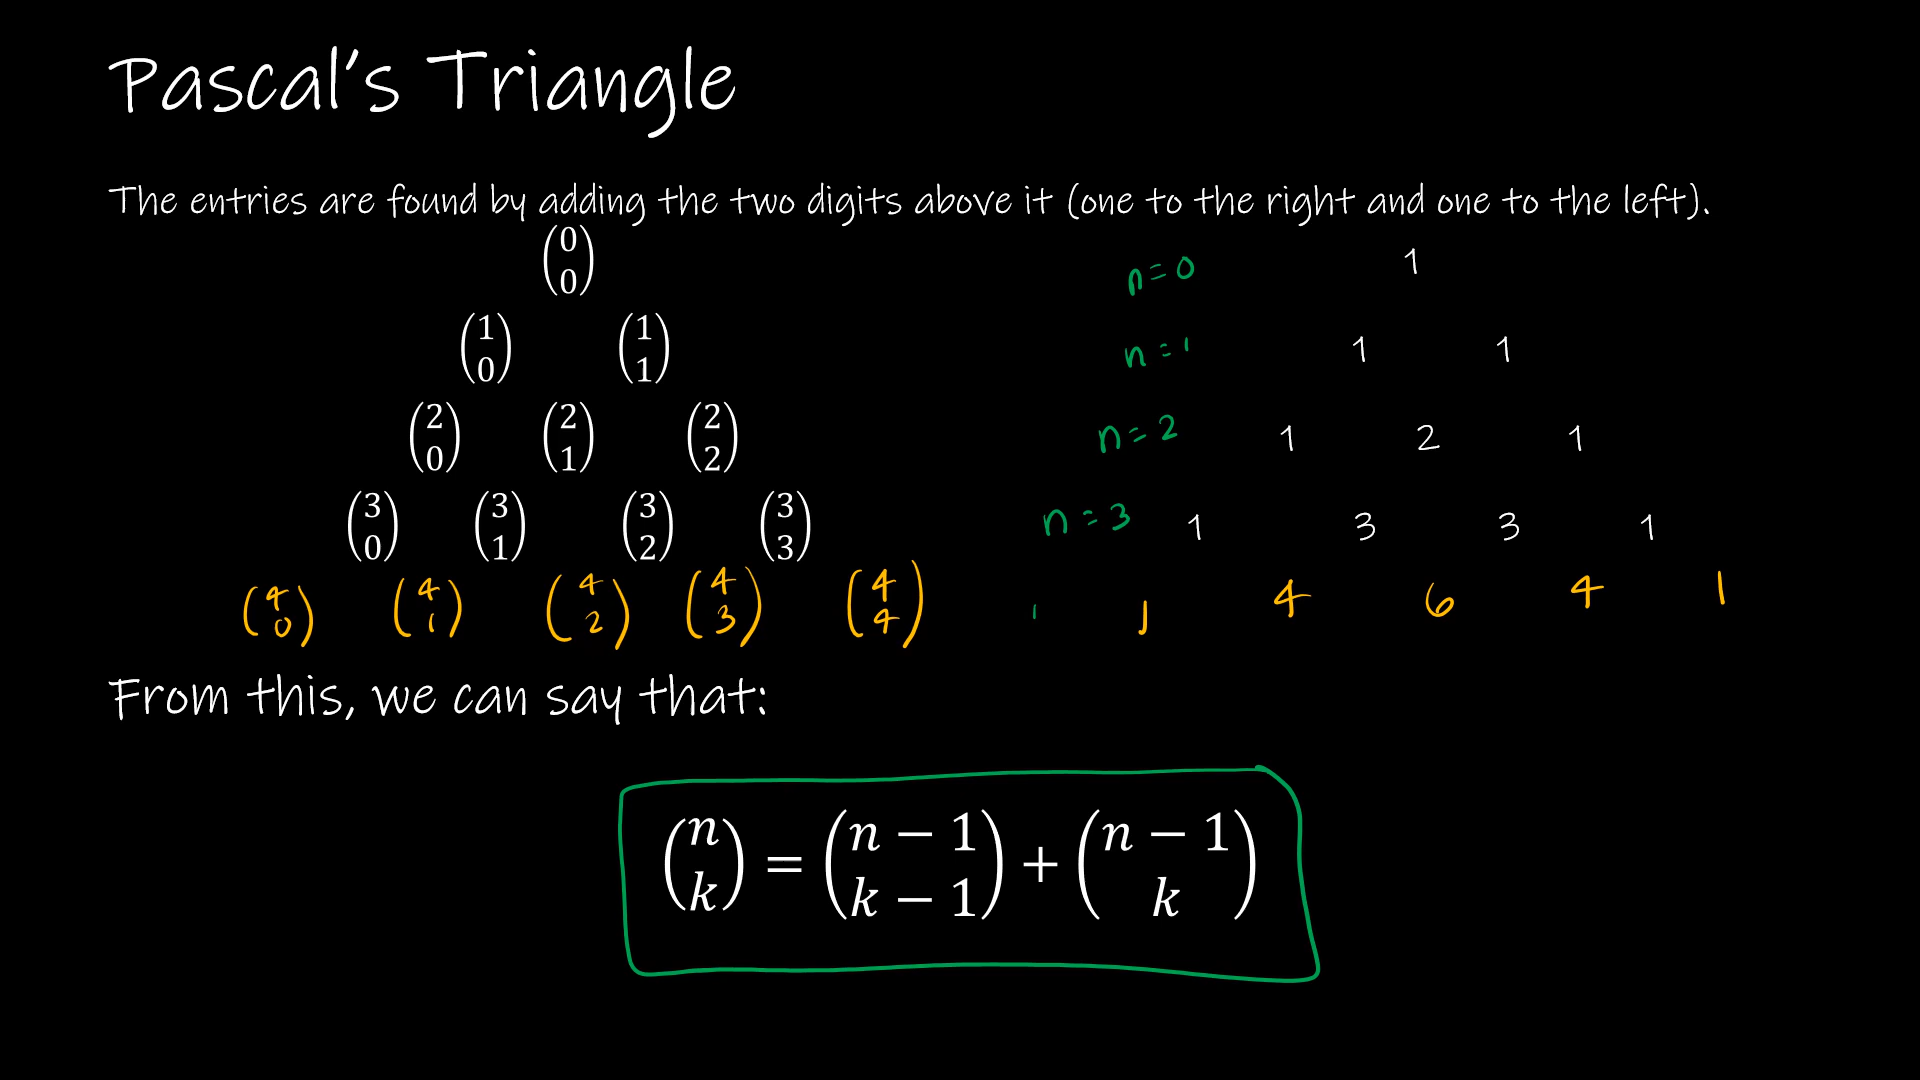 Pascal's Triangle
The entries are found by adding the two digits above it (one to the right and one to the left).
(0 0) n=0 1
(1 0) (1 1) n=1 1 1
(2 0) (2 1) (2 2) n=2 1 2 1
(3 0) (3 1) (3 2) (3 3) n=3 1 3 3 1
(4 0) (4 1) (4 2) (4 3) (4 4) 1 4 6 4 1
From this, we can say that:
(n k) = (n − 1 k − 1) + (n − 1 k)